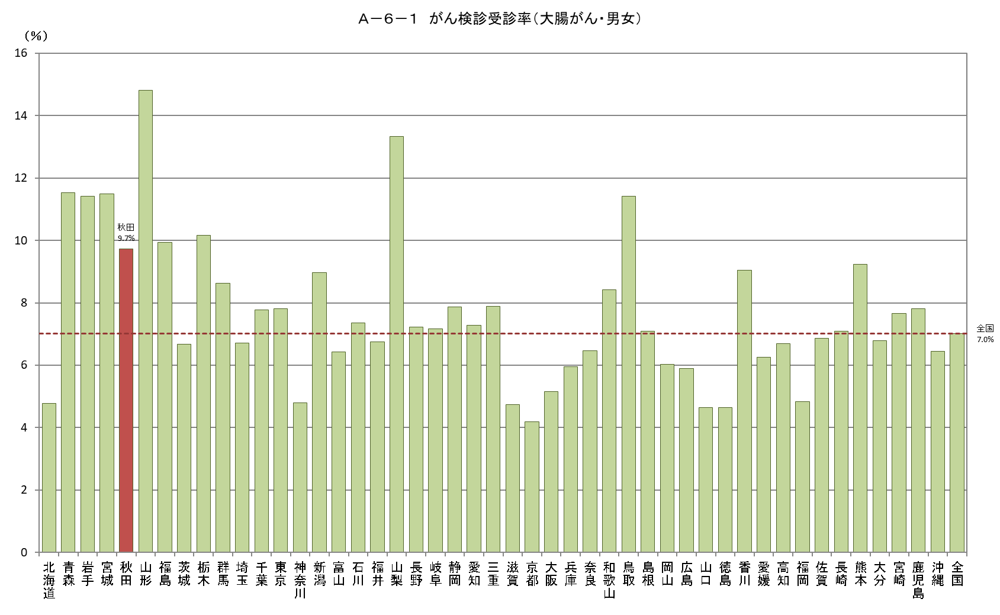 A－6－1　がん検診受診率（大腸がん・男女）
（％）
16
14
12
10
8
6
4
2
0
秋田
9.7%
全国
7.0%
北海道
青森
岩手
宮城
秋田
山形
福島
茨城
栃木
群馬
埼玉
千葉
東京
神奈川
新潟
富山
石川
福井
山梨
長野
岐阜
静岡
愛知
三重
滋賀
京都
大阪
兵庫
奈良
和歌山
鳥取
島根
岡山
広島
山口
徳島
香川
愛媛
高知
福岡
佐賀
長崎
熊本
大分
宮崎
鹿児島
沖縄
全国